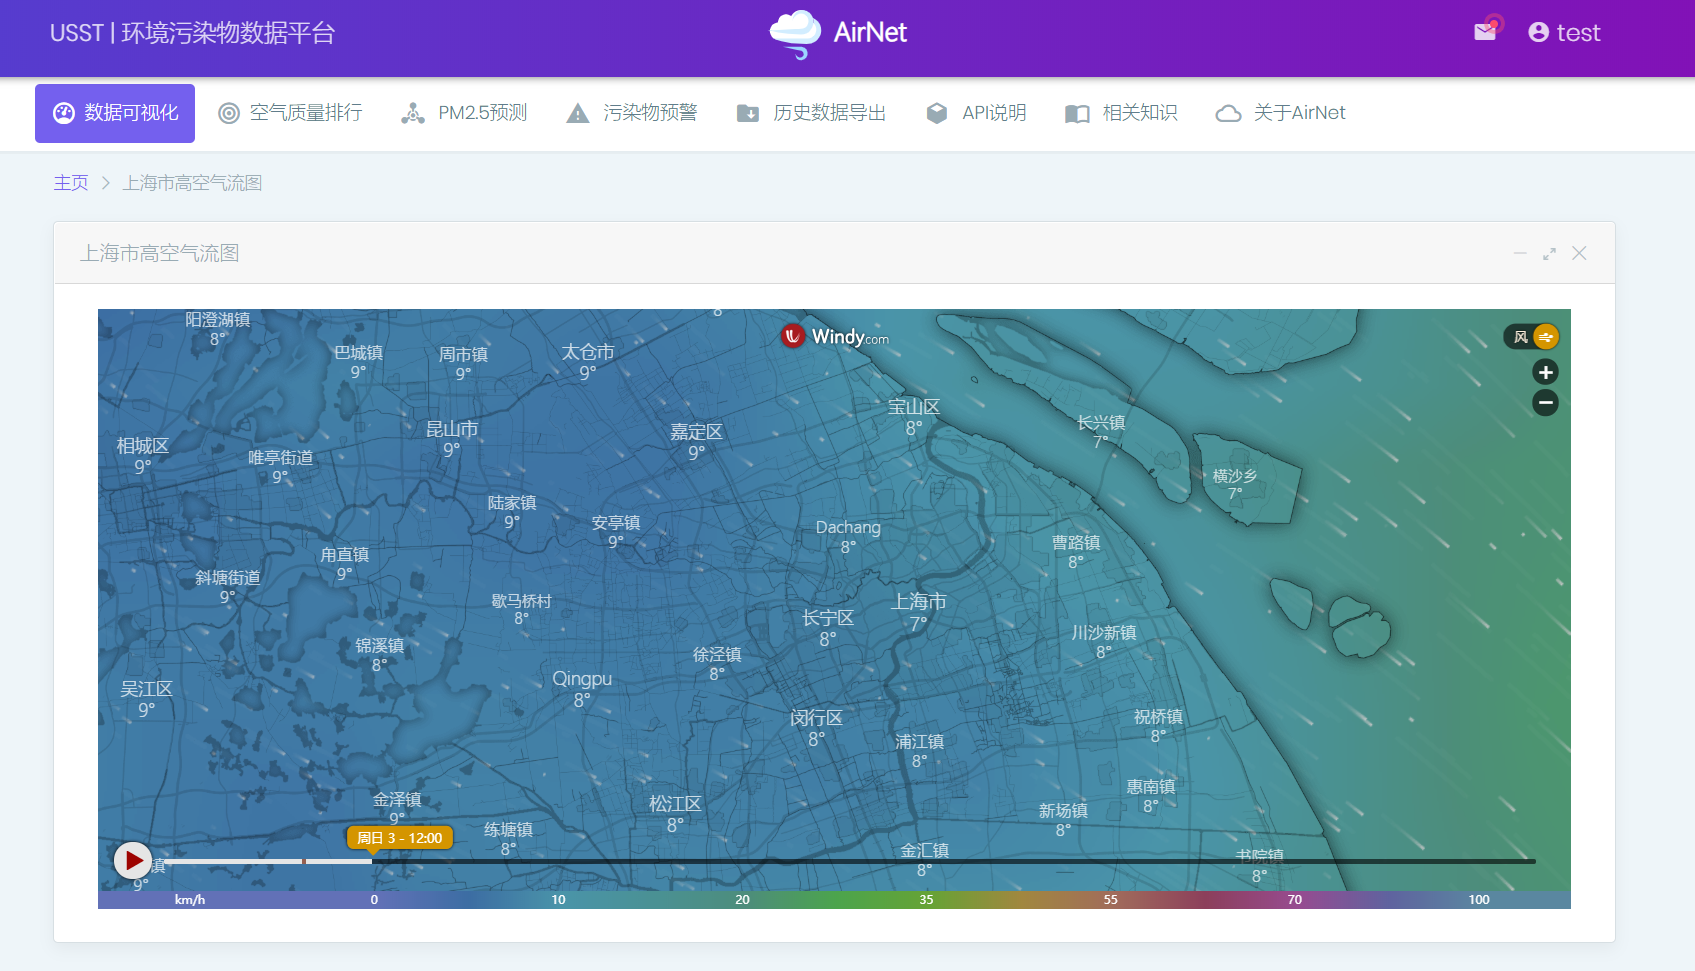 USST | 环境污染物数据平台
AirNet
test
数据可视化
空气质量排行
PM2.5预测
污染物预警
历史数据导出
API说明
相关知识
关于AirNet
主页
上海市高空气流图
上海市高空气流图
Windy.com
风
阳澄湖镇
8°
8
巴城镇
9°
周市镇
9°
太仓市
9°
宝山区
8°
长兴镇
7°
昆山市
9°
嘉定区
9°
相城区
9°
唯亭街道
9°
横沙乡
7°
陆家镇
9°
安亭镇
9°
Dachang
8°
曹路镇
8°
甪直镇
9°
斜塘街道
9°
歇马桥村
8°
长宁区
8°
上海市
7°
川沙新镇
8°
锦溪镇
8°
徐泾镇
8°
吴江区
9°
Qingpu
8°
闵行区
8°
祝桥镇
8°
浦江镇
8°
惠南镇
8°
金泽镇
9°
松江区
8°
新场镇
8°
练塘镇
8°
周日 3 - 12:00
金汇镇
8°
书院镇
8°
镇
9°
km/h 0 10 20 35 55 70 100